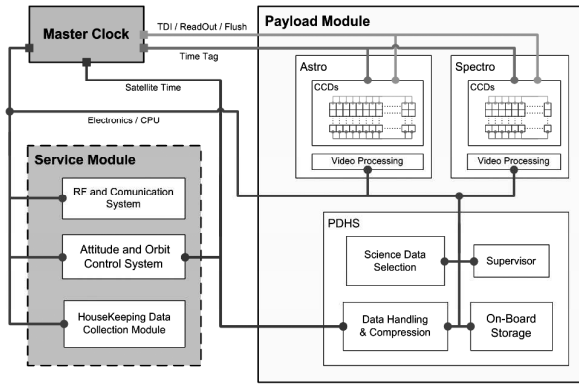 Master Clock
TDI / ReadOut / Flush
Time Tag
Satellite Time
Electronics / CPU
Service Module
RF and Comunication
System
Attitude and Orbit
Control System
HouseKeeping Data
Collection Module
Payload Module
Astro
CCDs
Video Processing
Spectro
CCDs
Video Processing
PDHS
Science Data
Selection
Supervisor
Data Handling
& Compression
On-Board
Storage